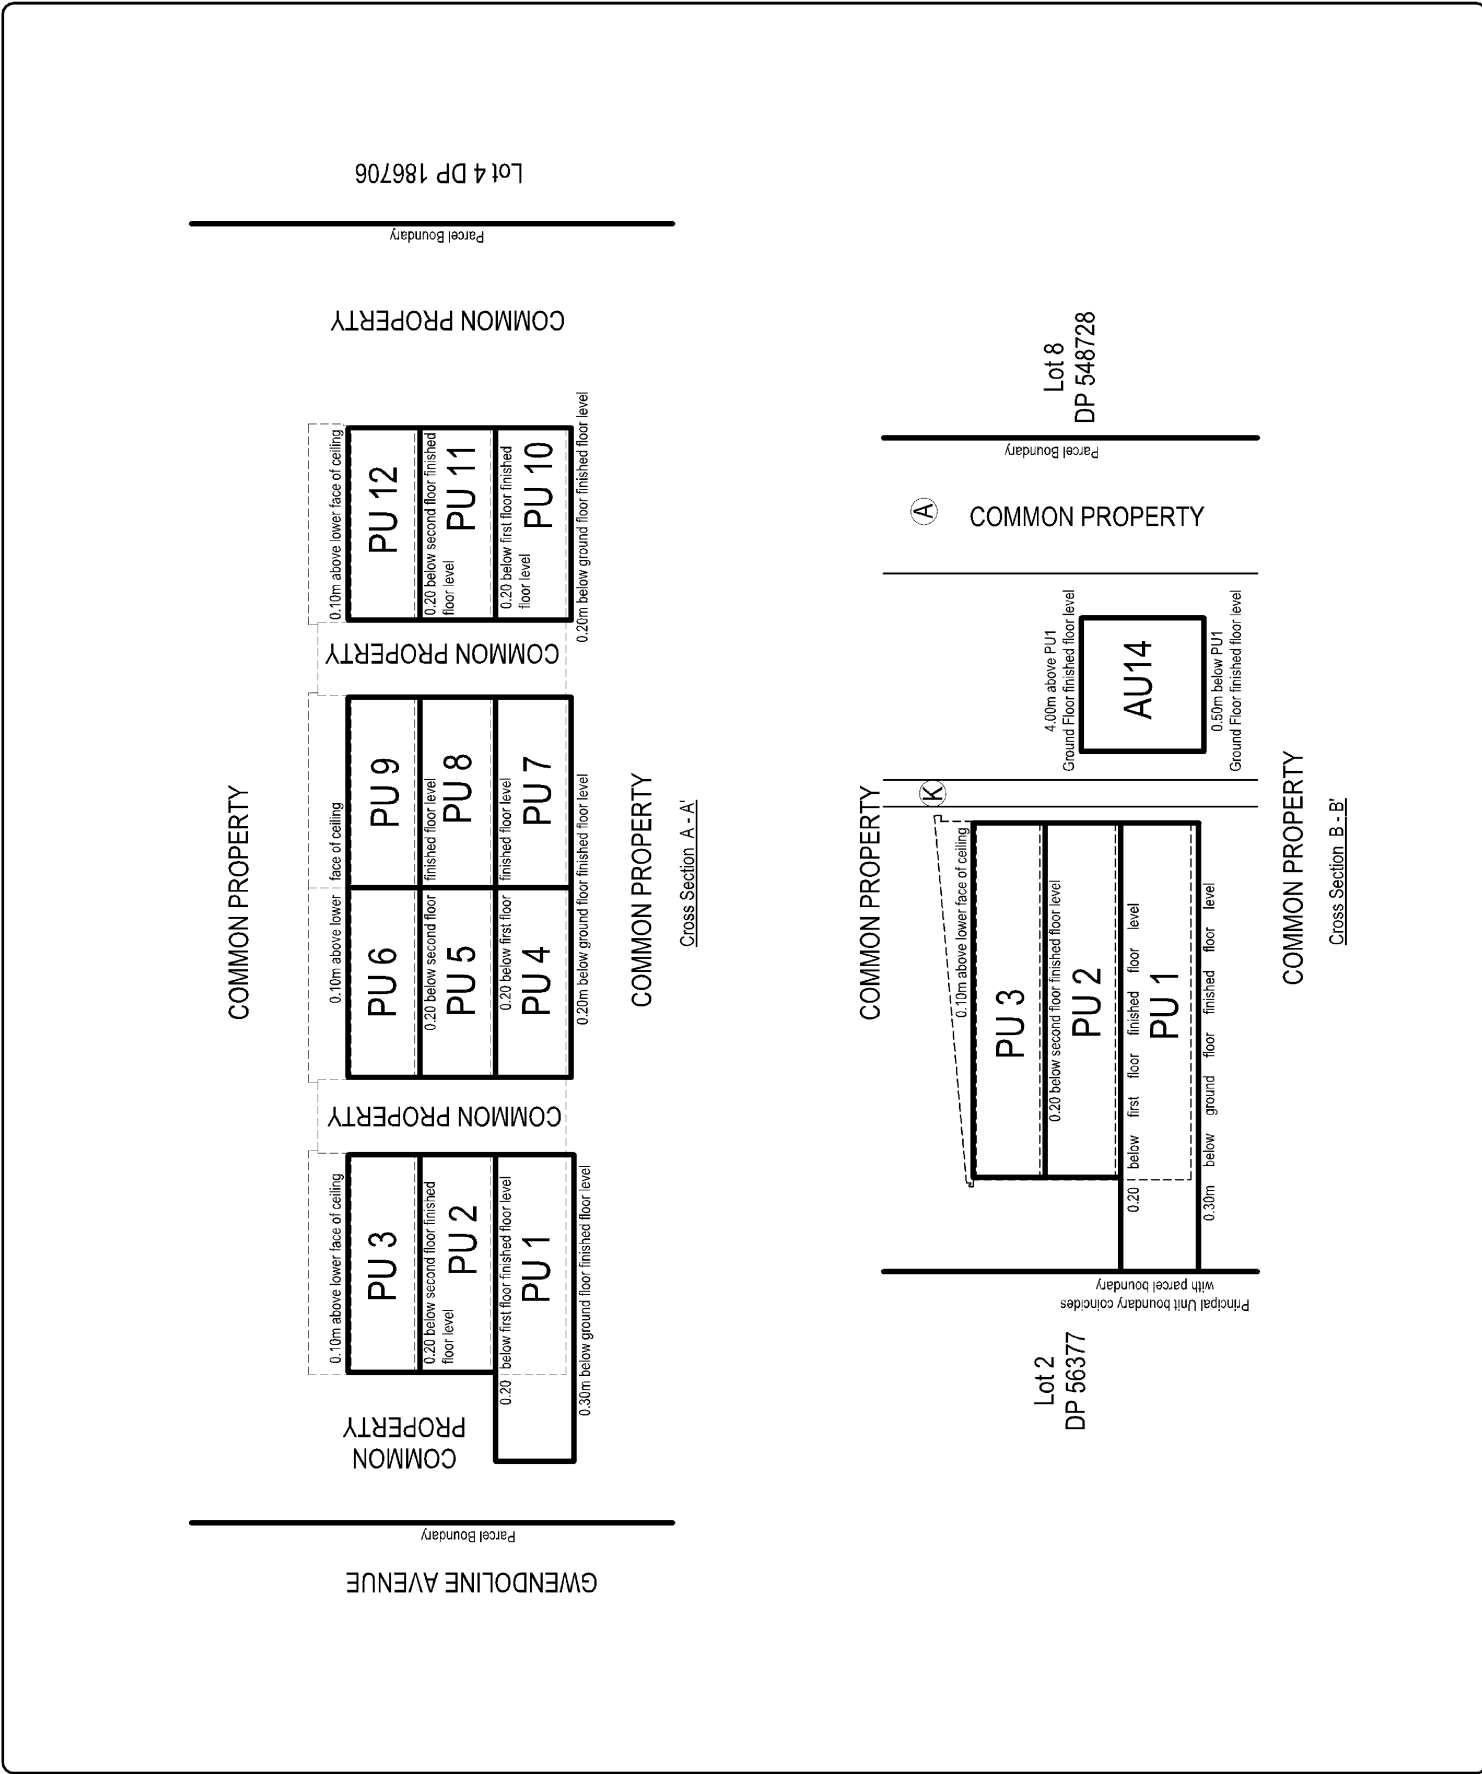 COMMON PROPERTY
GWENDOLINE AVENUE
Parcel Boundary
COMMON
PROPERTY
0.10m above lower face of ceiling
PU 3
0.20 below second floor finished
floor level
PU 2
0.20 below first floor finished floor level
PU 1
0.30m below ground floor finished floor level
COMMON PROPERTY
0.10m above lower face of ceiling
PU 6
PU 9
0.20 below second floor finished floor level
PU 5
PU 8
0.20 below first floor finished floor level
PU 4
PU 7
0.20m below ground floor finished floor level
COMMON PROPERTY
0.10m above lower face of ceiling
PU 12
0.20 below second floor finished
floor level
PU 11
0.20 below first floor finished
floor level
PU 10
0.20m below ground floor finished floor level
COMMON PROPERTY
Parcel Boundary
Lot 4 DP 186706
COMMON PROPERTY
Cross Section A - A'
COMMON PROPERTY
Lot 2
DP 56377
Principal Unit boundary coincides
with parcel boundary
0.10m above lower face of ceiling
PU 3
0.20 below second floor finished floor level
PU 2
0.20 below first floor finished floor level
PU 1
0.30m below ground floor finished floor level
K
4.00m above PU1
Ground Floor finished floor level
AU14
0.50m below PU1
Ground Floor finished floor level
A
COMMON PROPERTY
Parcel Boundary
Lot 8
DP 548728
COMMON PROPERTY
Cross Section B - B'